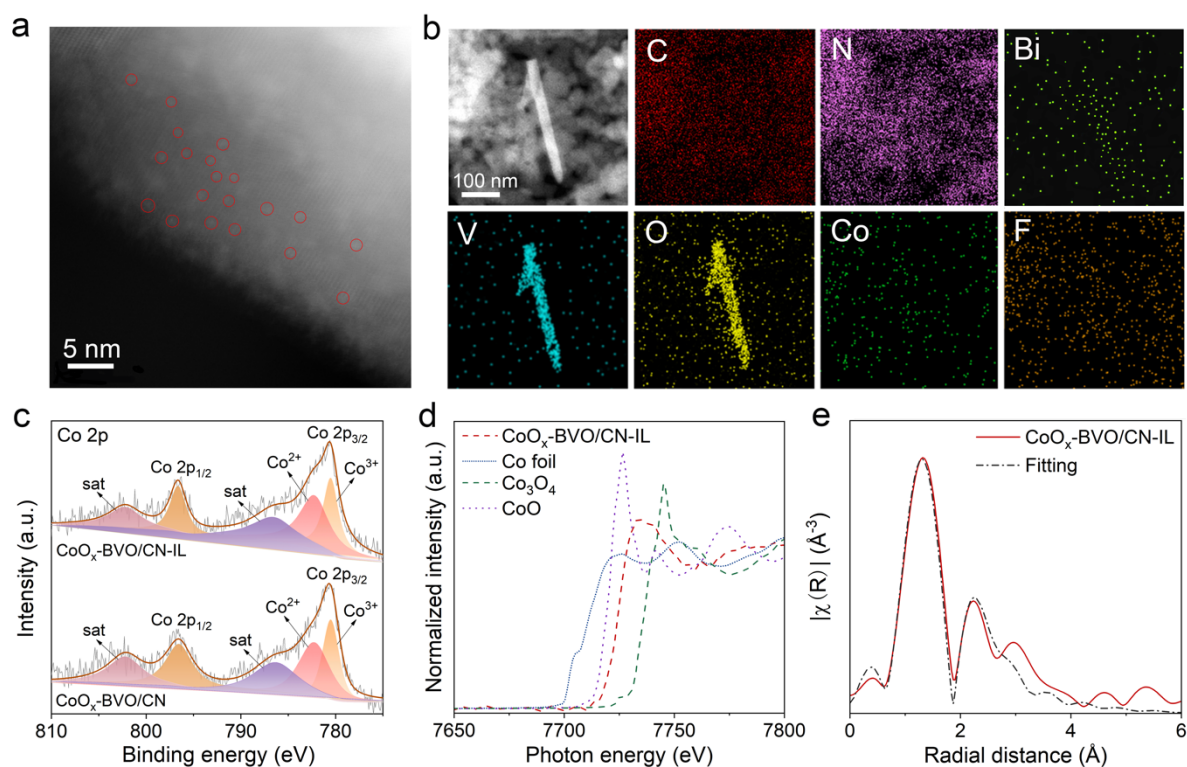 a
5 nm
b
100 nm
C
N
Bi
V
O
Co
F
c
Co 2p
Co 2p₃/₂
Co²⁺
Co³⁺
Co 2p₁/₂
sat
sat
CoOₓ-BVO/CN-IL
Co 2p₃/₂
Co²⁺
Co³⁺
Co 2p₁/₂
sat
sat
CoOₓ-BVO/CN
810 800 790 780
Binding energy (eV)
Intensity (a.u.)
d
CoOₓ-BVO/CN-IL
Co foil
Co₃O₄
CoO
7650 7700 7750 7800
Photon energy (eV)
Normalized intensity (a.u.)
e
CoOₓ-BVO/CN-IL
Fitting
0 2 4 6
Radial distance (Å)
|χ(R)| (Å⁻³)